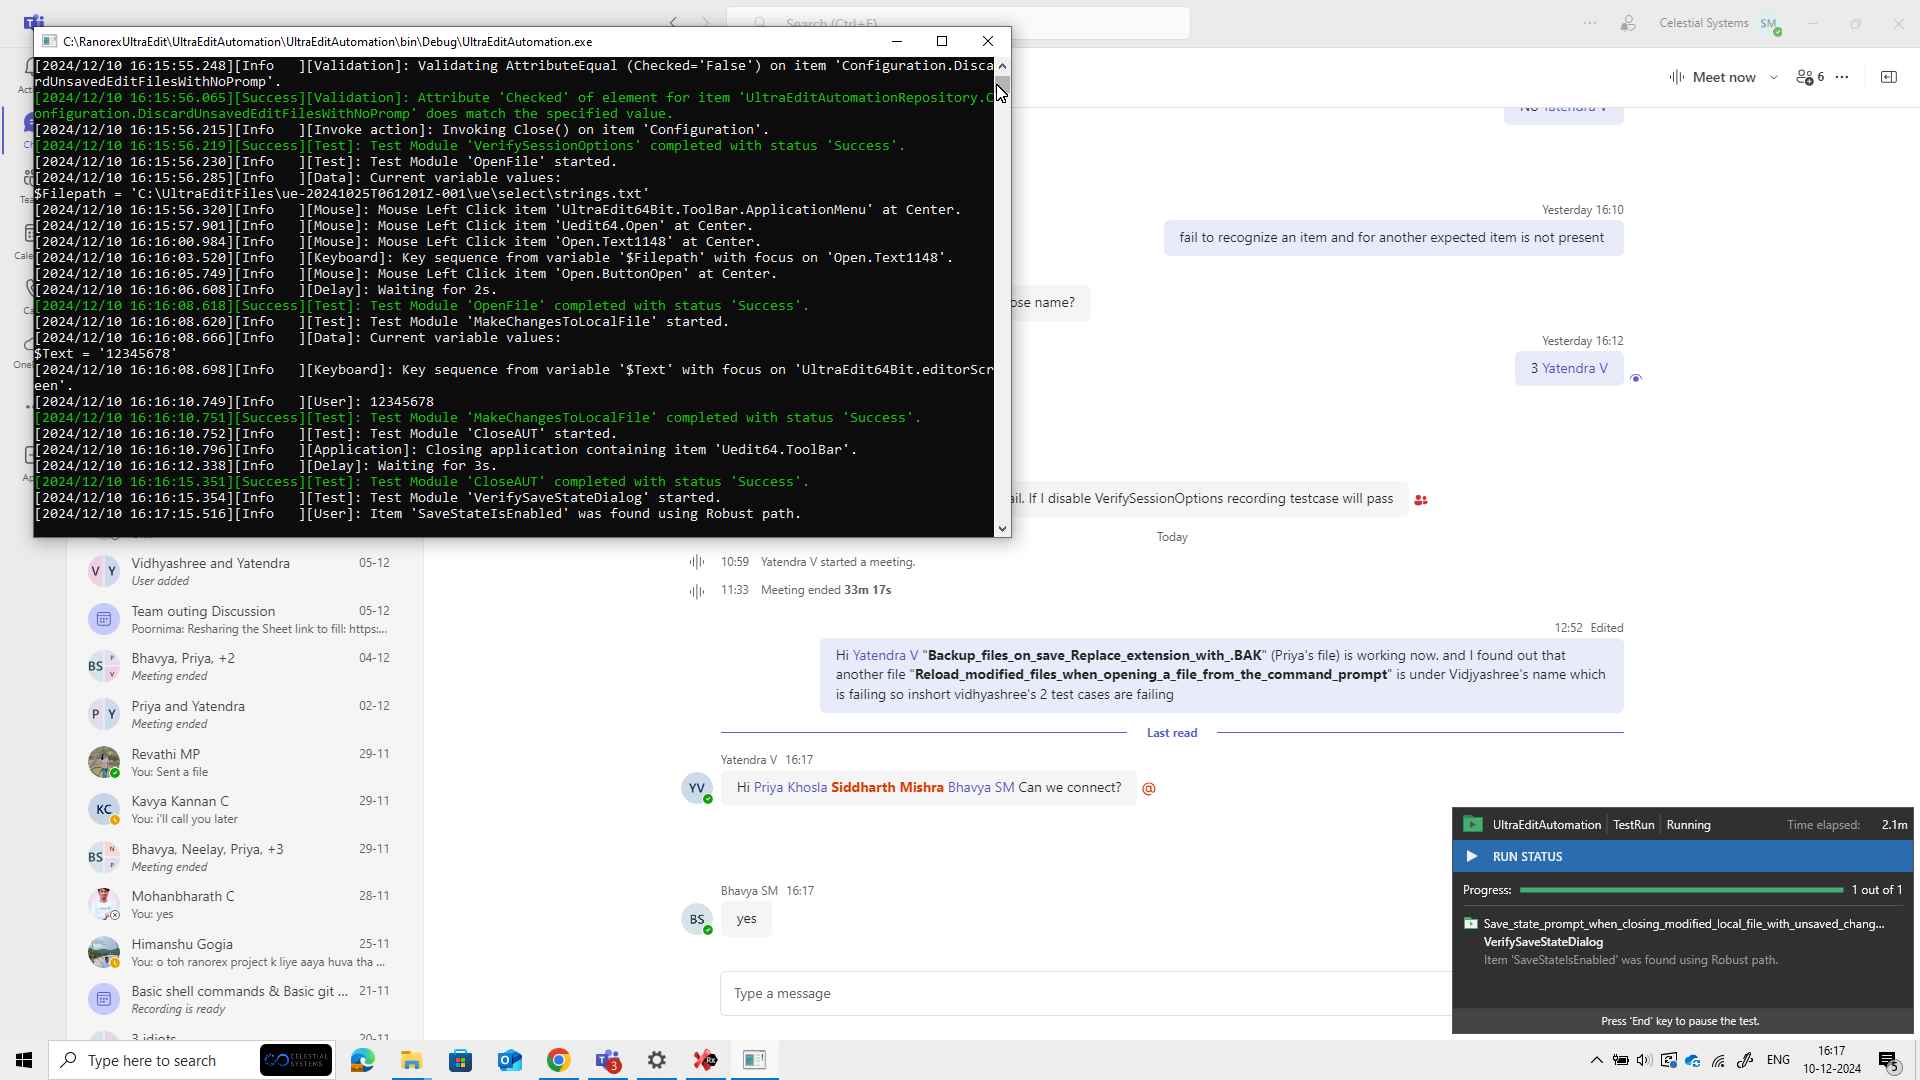 C:\RanorexUltraEdit\UltraEditAutomation\UltraEditAutomation\bin\Debug\UltraEditAutomation.exe
[2024/12/10 16:15:55.248][Info   ][Validation]: Validating AttributeEqual (Checked='False') on item 'Configuration.Disca
rdUnsavedEditFilesWithNoPromp'.
[2024/12/10 16:15:56.065][Success][Validation]: Attribute 'Checked' of element for item 'UltraEditAutomationRepository.C
onfiguration.DiscardUnsavedEditFilesWithNoPromp' does match the specified value.
[2024/12/10 16:15:56.215][Info   ][Invoke action]: Invoking Close() on item 'Configuration'.
[2024/12/10 16:15:56.219][Success][Test]: Test Module 'VerifySessionOptions' completed with status 'Success'.
[2024/12/10 16:15:56.230][Info   ][Test]: Test Module 'OpenFile' started.
[2024/12/10 16:15:56.285][Info   ][Data]: Current variable values:
$Filepath = 'C:\UltraEditFiles\ue-20241025T061201Z-001\ue\select\strings.txt'
[2024/12/10 16:15:56.320][Info   ][Mouse]: Mouse Left Click item 'UltraEdit64Bit.ToolBar.ApplicationMenu' at Center.
[2024/12/10 16:15:57.901][Info   ][Mouse]: Mouse Left Click item 'Uedit64.Open' at Center.
[2024/12/10 16:16:00.984][Info   ][Mouse]: Mouse Left Click item 'Open.Text1148' at Center.
[2024/12/10 16:16:03.520][Info   ][Keyboard]: Key sequence from variable '$Filepath' with focus on 'Open.Text1148'.
[2024/12/10 16:16:05.749][Info   ][Mouse]: Mouse Left Click item 'Open.ButtonOpen' at Center.
[2024/12/10 16:16:06.608][Info   ][Delay]: Waiting for 2s.
[2024/12/10 16:16:08.618][Success][Test]: Test Module 'OpenFile' completed with status 'Success'.
[2024/12/10 16:16:08.620][Info   ][Test]: Test Module 'MakeChangesToLocalFile' started.
[2024/12/10 16:16:08.666][Info   ][Data]: Current variable values:
$Text = '12345678'
[2024/12/10 16:16:08.698][Info   ][Keyboard]: Key sequence from variable '$Text' with focus on 'UltraEdit64Bit.editorScr
een'.
[2024/12/10 16:16:10.749][Info   ][User]: 12345678
[2024/12/10 16:16:10.751][Success][Test]: Test Module 'MakeChangesToLocalFile' completed with status 'Success'.
[2024/12/10 16:16:10.752][Info   ][Test]: Test Module 'CloseAUT' started.
[2024/12/10 16:16:10.796][Info   ][Application]: Closing application containing item 'Uedit64.ToolBar'.
[2024/12/10 16:16:12.338][Info   ][Delay]: Waiting for 3s.
[2024/12/10 16:16:15.351][Success][Test]: Test Module 'CloseAUT' completed with status 'Success'.
[2024/12/10 16:16:15.354][Info   ][Test]: Test Module 'VerifySaveStateDialog' started.
[2024/12/10 16:17:15.516][Info   ][User]: Item 'SaveStateIsEnabled' was found using Robust path.
Search (Ctrl+E)
Celestial Systems
SM
Meet now
6
Yatendra V
Yesterday 16:10
fail to recognize an item and for another expected item is not present
ose name?
Yesterday 16:12
3 Yatendra V
ail. If I disable VerifySessionOptions recording testcase will pass
Today
10:59 Yatendra V started a meeting.
11:33 Meeting ended 33m 17s
12:52 Edited
Hi Yatendra V "Backup_files_on_save_Replace_extension_with_.BAK" (Priya's file) is working now. and I found out that
another file "Reload_modified_files_when_opening_a_file_from_the_command_prompt" is under Vidjyashree's name which
is failing so inshort vidhyashree's 2 test cases are failing
Last read
Yatendra V 16:17
YV
Hi Priya Khosla Siddharth Mishra Bhavya SM Can we connect?
@
Bhavya SM 16:17
BS
yes
Type a message
V Y
Vidhyashree and Yatendra 05-12
User added
Team outing Discussion 05-12
Poornima: Resharing the Sheet link to fill: https:...
BS P V
Bhavya, Priya, +2 04-12
Meeting ended
P Y
Priya and Yatendra 02-12
Meeting ended
Revathi MP 29-11
You: Sent a file
KC
Kavya Kannan C 29-11
You: i'll call you later
BS N P
Bhavya, Neelay, Priya, +3 29-11
Meeting ended
Mohanbharath C 28-11
You: yes
Himanshu Gogia 25-11
You: o toh ranorex project k liye aaya huva tha ...
Basic shell commands & Basic git ... 21-11
Recording is ready
3 idiots 20-11
UltraEditAutomation TestRun Running Time elapsed: 2.1m
RUN STATUS
Progress: 1 out of 1
Save_state_prompt_when_closing_modified_local_file_with_unsaved_chang...
VerifySaveStateDialog
Item 'SaveStateIsEnabled' was found using Robust path.
Press 'End' key to pause the test.
Type here to search
CELESTIAL
SYSTEMS
3
ENG
16:17
10-12-2024
5